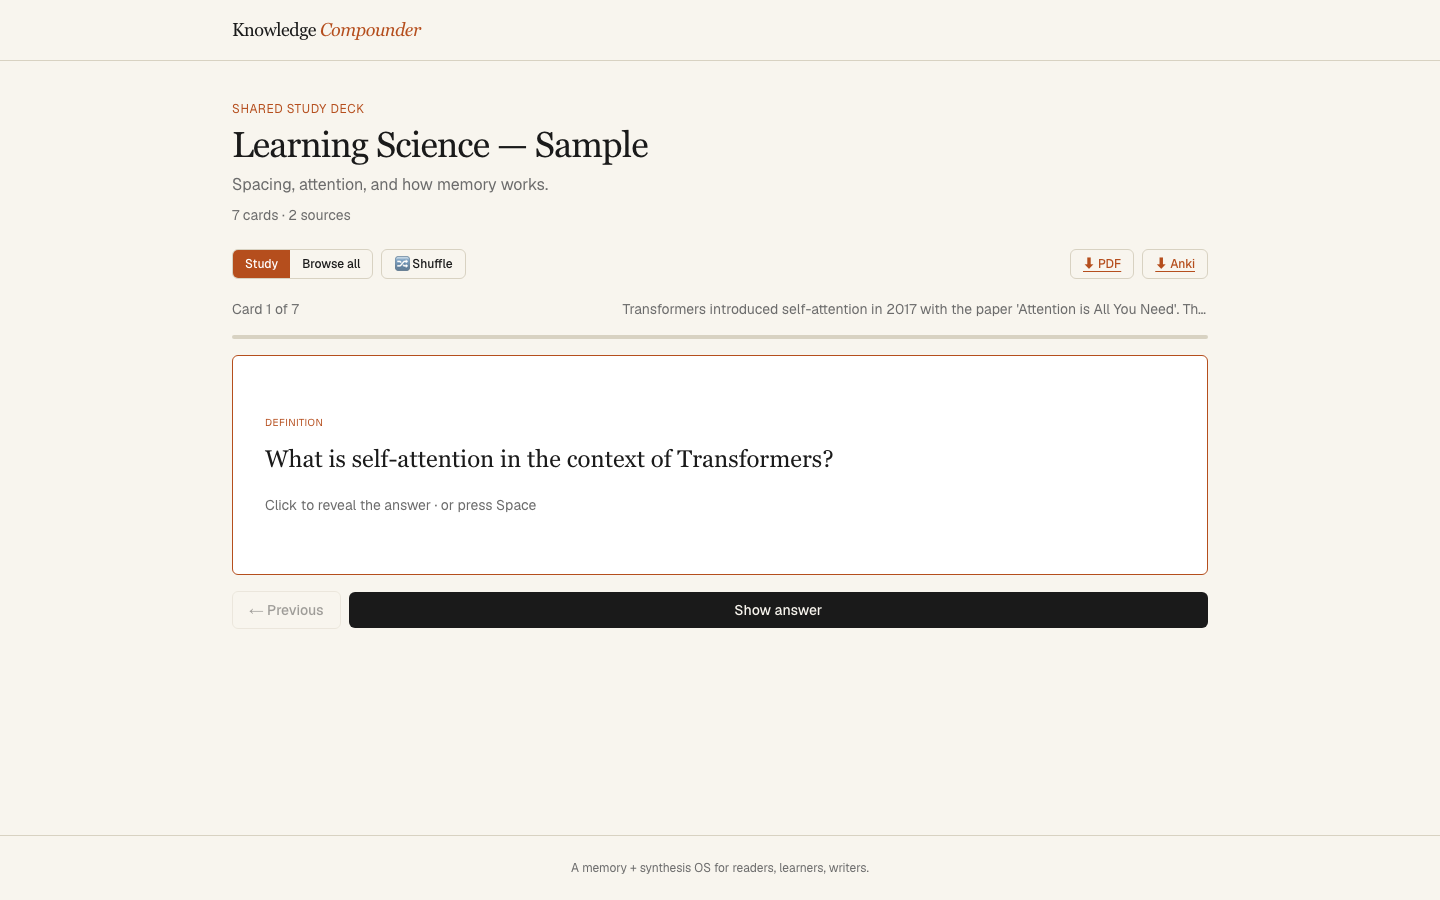 Knowledge Compounder
SHARED STUDY DECK
Learning Science — Sample
Spacing, attention, and how memory works.
7 cards · 2 sources
Study Browse all 🔀 Shuffle ⬇ PDF ⬇ Anki
Card 1 of 7 Transformers introduced self-attention in 2017 with the paper 'Attention is All You Need'. Th…
DEFINITION
What is self-attention in the context of Transformers?
Click to reveal the answer · or press Space
← Previous Show answer
A memory + synthesis OS for readers, learners, writers.